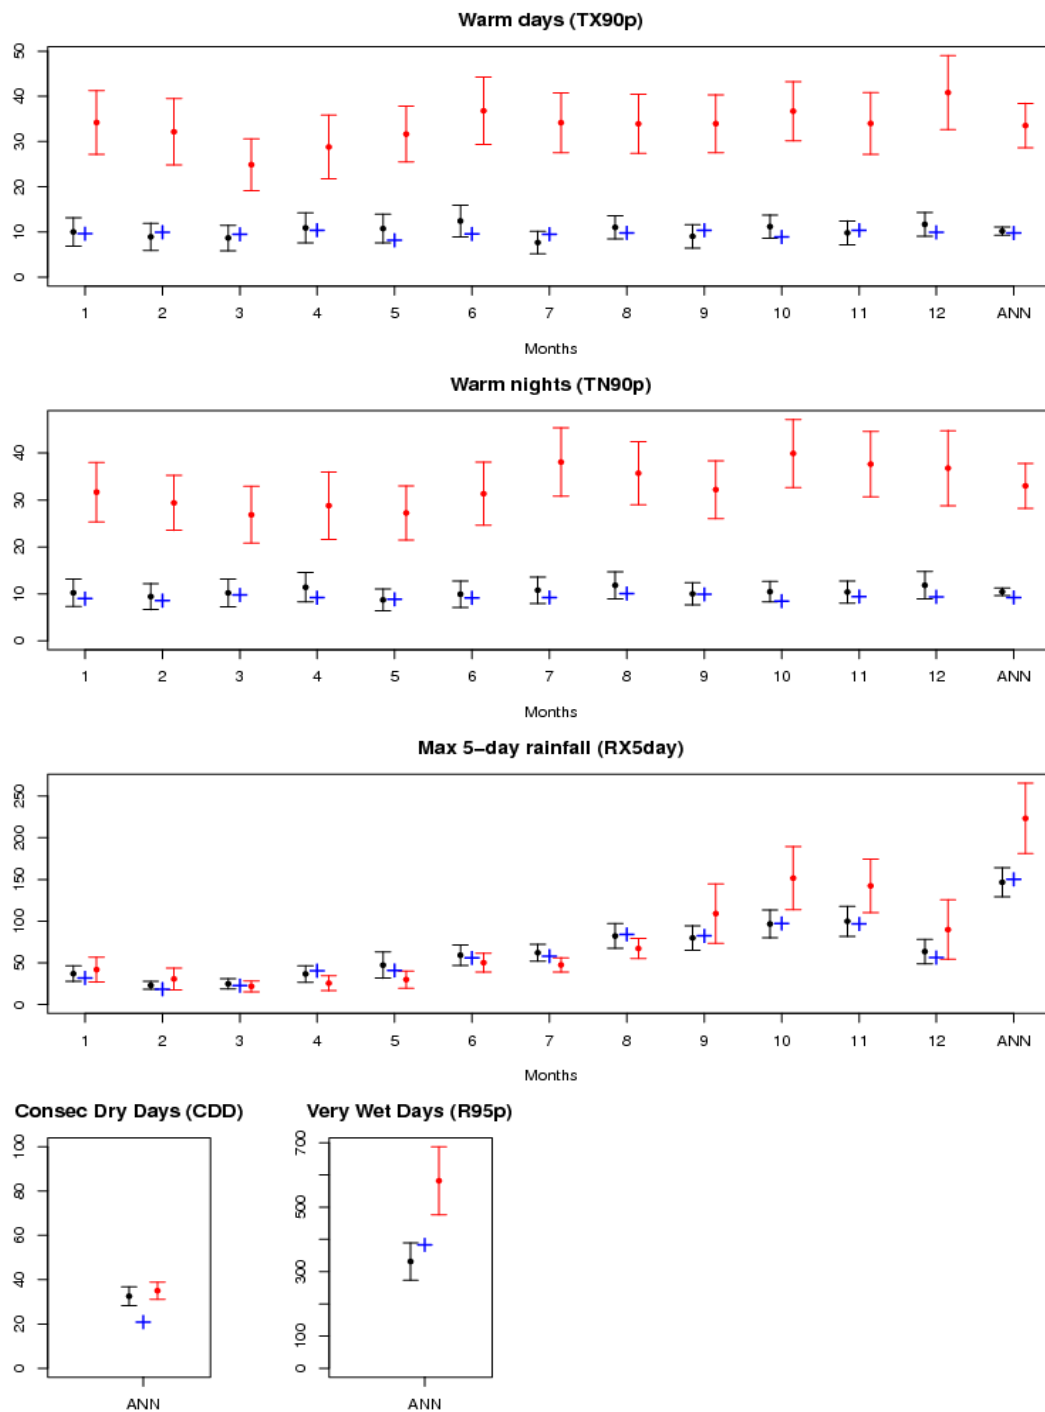 Warm days (TX90p)
50
40
30
20
10
0
1 2 3 4 5 6 7 8 9 10 11 12 ANN
Months
Warm nights (TN90p)
40
30
20
10
0
1 2 3 4 5 6 7 8 9 10 11 12 ANN
Months
Max 5-day rainfall (RX5day)
250
200
150
100
50
0
1 2 3 4 5 6 7 8 9 10 11 12 ANN
Months
Consec Dry Days (CDD)
100
80
60
40
20
0
ANN
Very Wet Days (R95p)
700
500
300
100
0
ANN